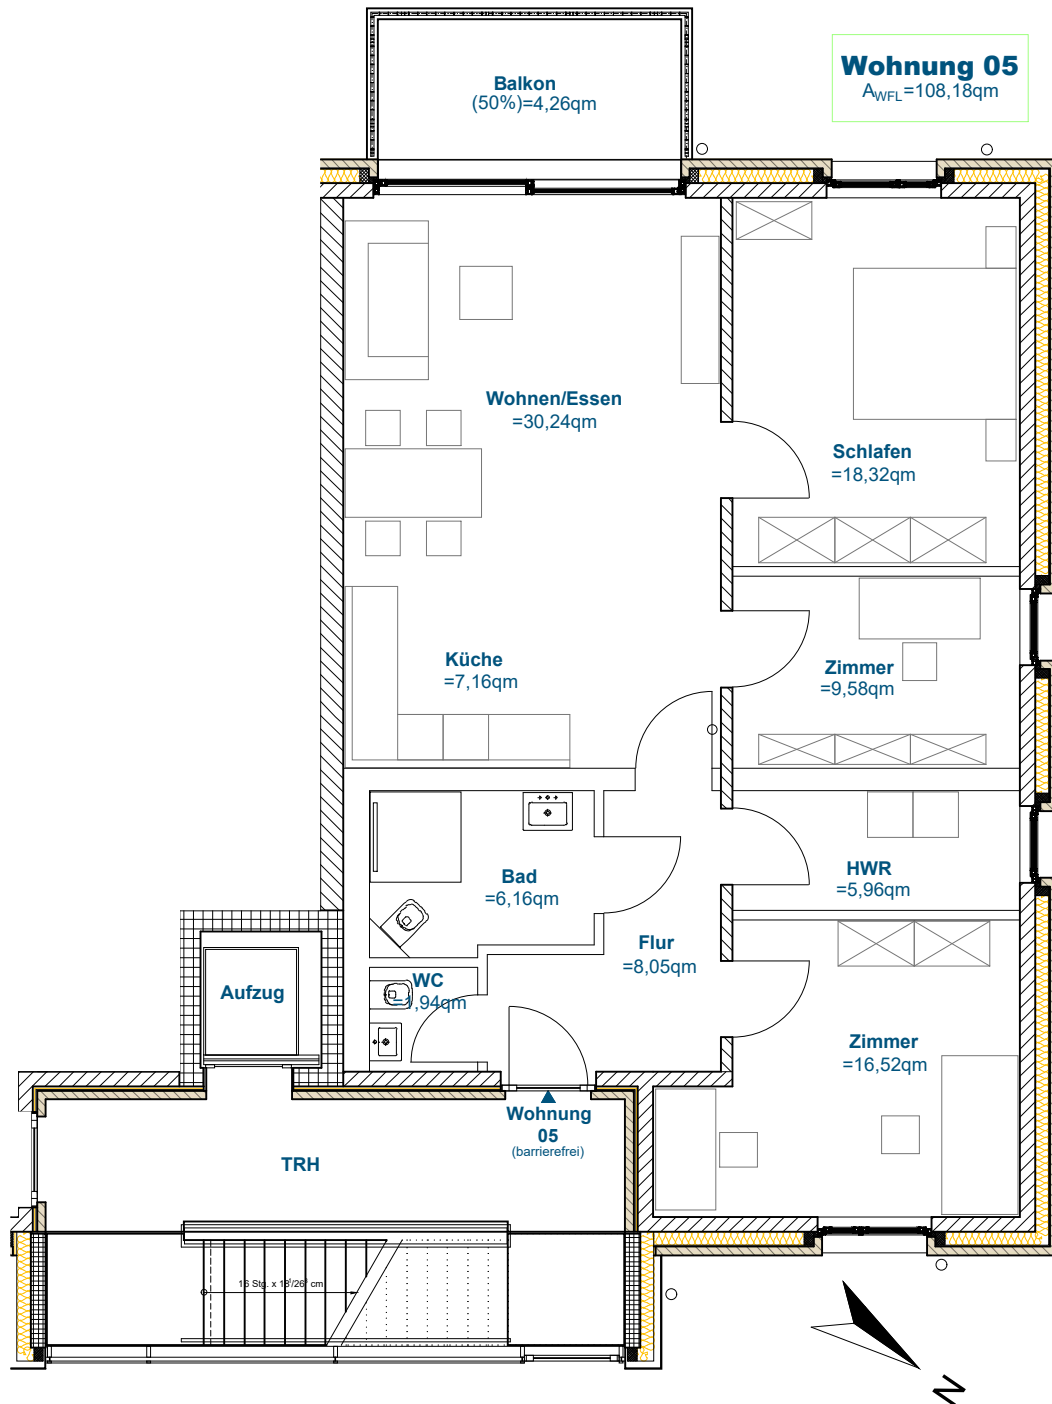 Balkon
(50%)=4,26qm
Wohnung 05
AWFL=108,18qm
Wohnen/Essen
=30,24qm
Schlafen
=18,32qm
Küche
=7,16qm
Zimmer
=9,58qm
Bad
=6,16qm
HWR
=5,96qm
Flur
=8,05qm
WC
=1,94qm
Aufzug
Zimmer
=16,52qm
Wohnung
05
(barrierefrei)
TRH
16 Stg. x 18¹/26² cm
N